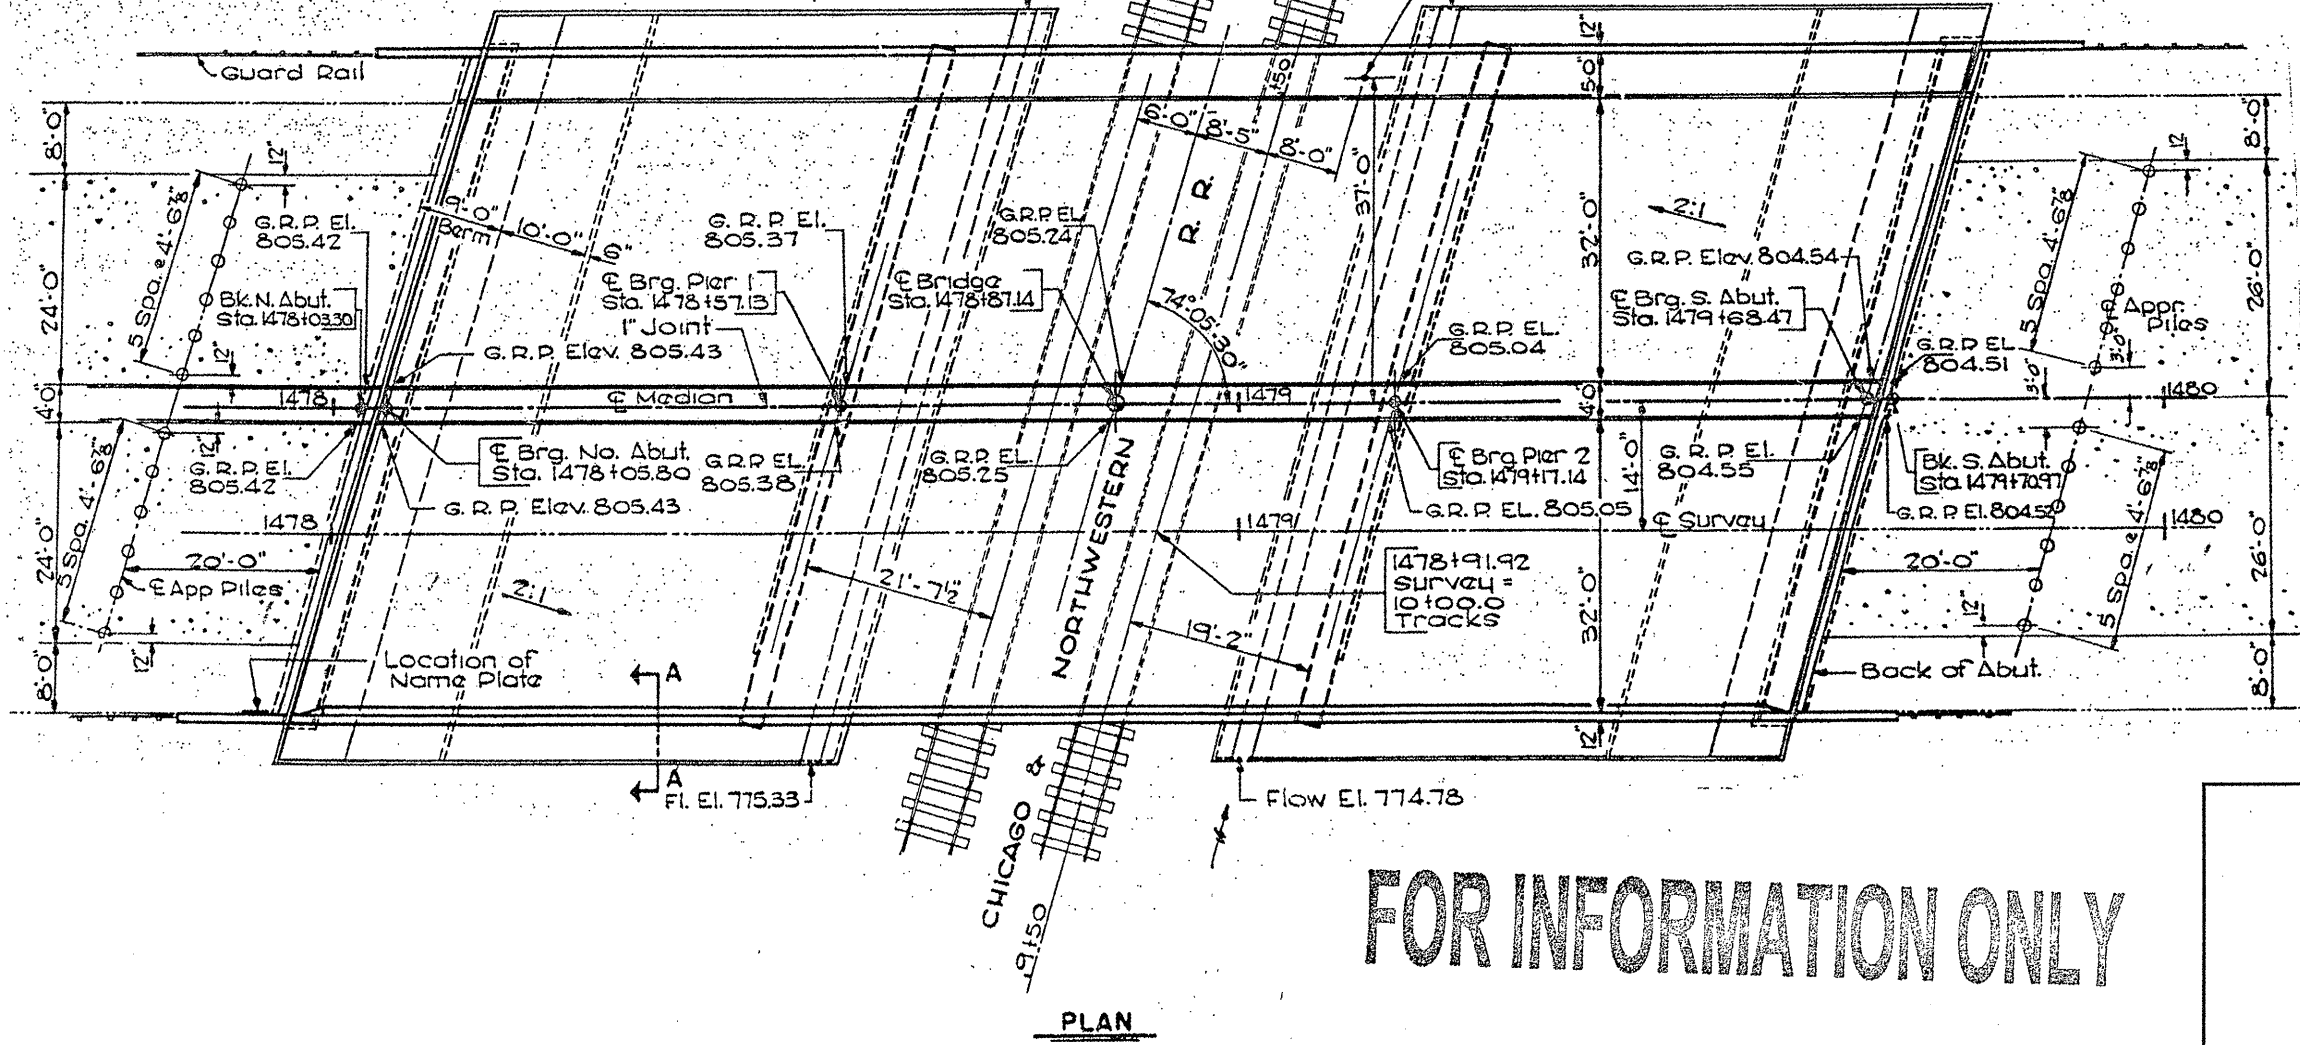 Guard Rail
12"
5'-0"
8'-0"
24'-0"
4'-0"
24'-0"
8'-0"
12"
5 Spa. @ 4'-6⅞"
G.R.P. El.
805.42
Bk. N. Abut.
Sta. 1478+03.30
12"
9'-0"
Berm
10'-0"
6"
G.R.P. El.
805.37
℄ Brg. Pier 1
Sta. 1478+57.13
1" Joint
G.R.P. Elev. 805.43
G.R.P. EL.
805.24
℄ Bridge
Sta. 1478+87.14
6'-0"
8'-5"
8'-0"
37'-0"
R. R.
74°-05'-30"
32'-0"
2:1
G.R.P. Elev. 804.54
℄ Brg. S. Abut.
Sta. 1479+68.47
G.R.P. EL.
805.04
G.R.P. EL.
804.51
5 Spa. 4'-6⅞"
12"
℄ Appr.
Piles
3'-0"
3'-0"
8'-0"
26'-0"
26'-0"
8'-0"
1478
℄ Median
1479
4'-0"
1480
12"
5 Spa. 4'-6⅞"
G.R.P. El.
805.42
℄ Brg. No. Abut.
Sta. 1478+05.80
G.R.P. Elev. 805.43
G.R.P. EL.
805.38
G.R.P. EL.
805.25
℄ Brg. Pier 2
Sta. 1479+17.14
G.R.P. EL. 805.05
14'-0"
G.R.P. El.
804.55
Bk. S. Abut.
Sta. 1479+70.97
G.R.P. El. 804.52
5 Spa. @ 4'-6⅞"
1478
1479
℄ Survey
1480
20'-0"
℄ App Piles
2:1
21'-7½"
NORTHWESTERN
19'-2"
1478+91.92
Survey =
10+00.0
Tracks
32'-0"
20'-0"
12"
12"
Location of
Name Plate
A
Back of Abut.
12"
A
Fl. El. 775.33
Flow El. 774.78
CHICAGO &
9+50
FOR INFORMATION ONLY
PLAN